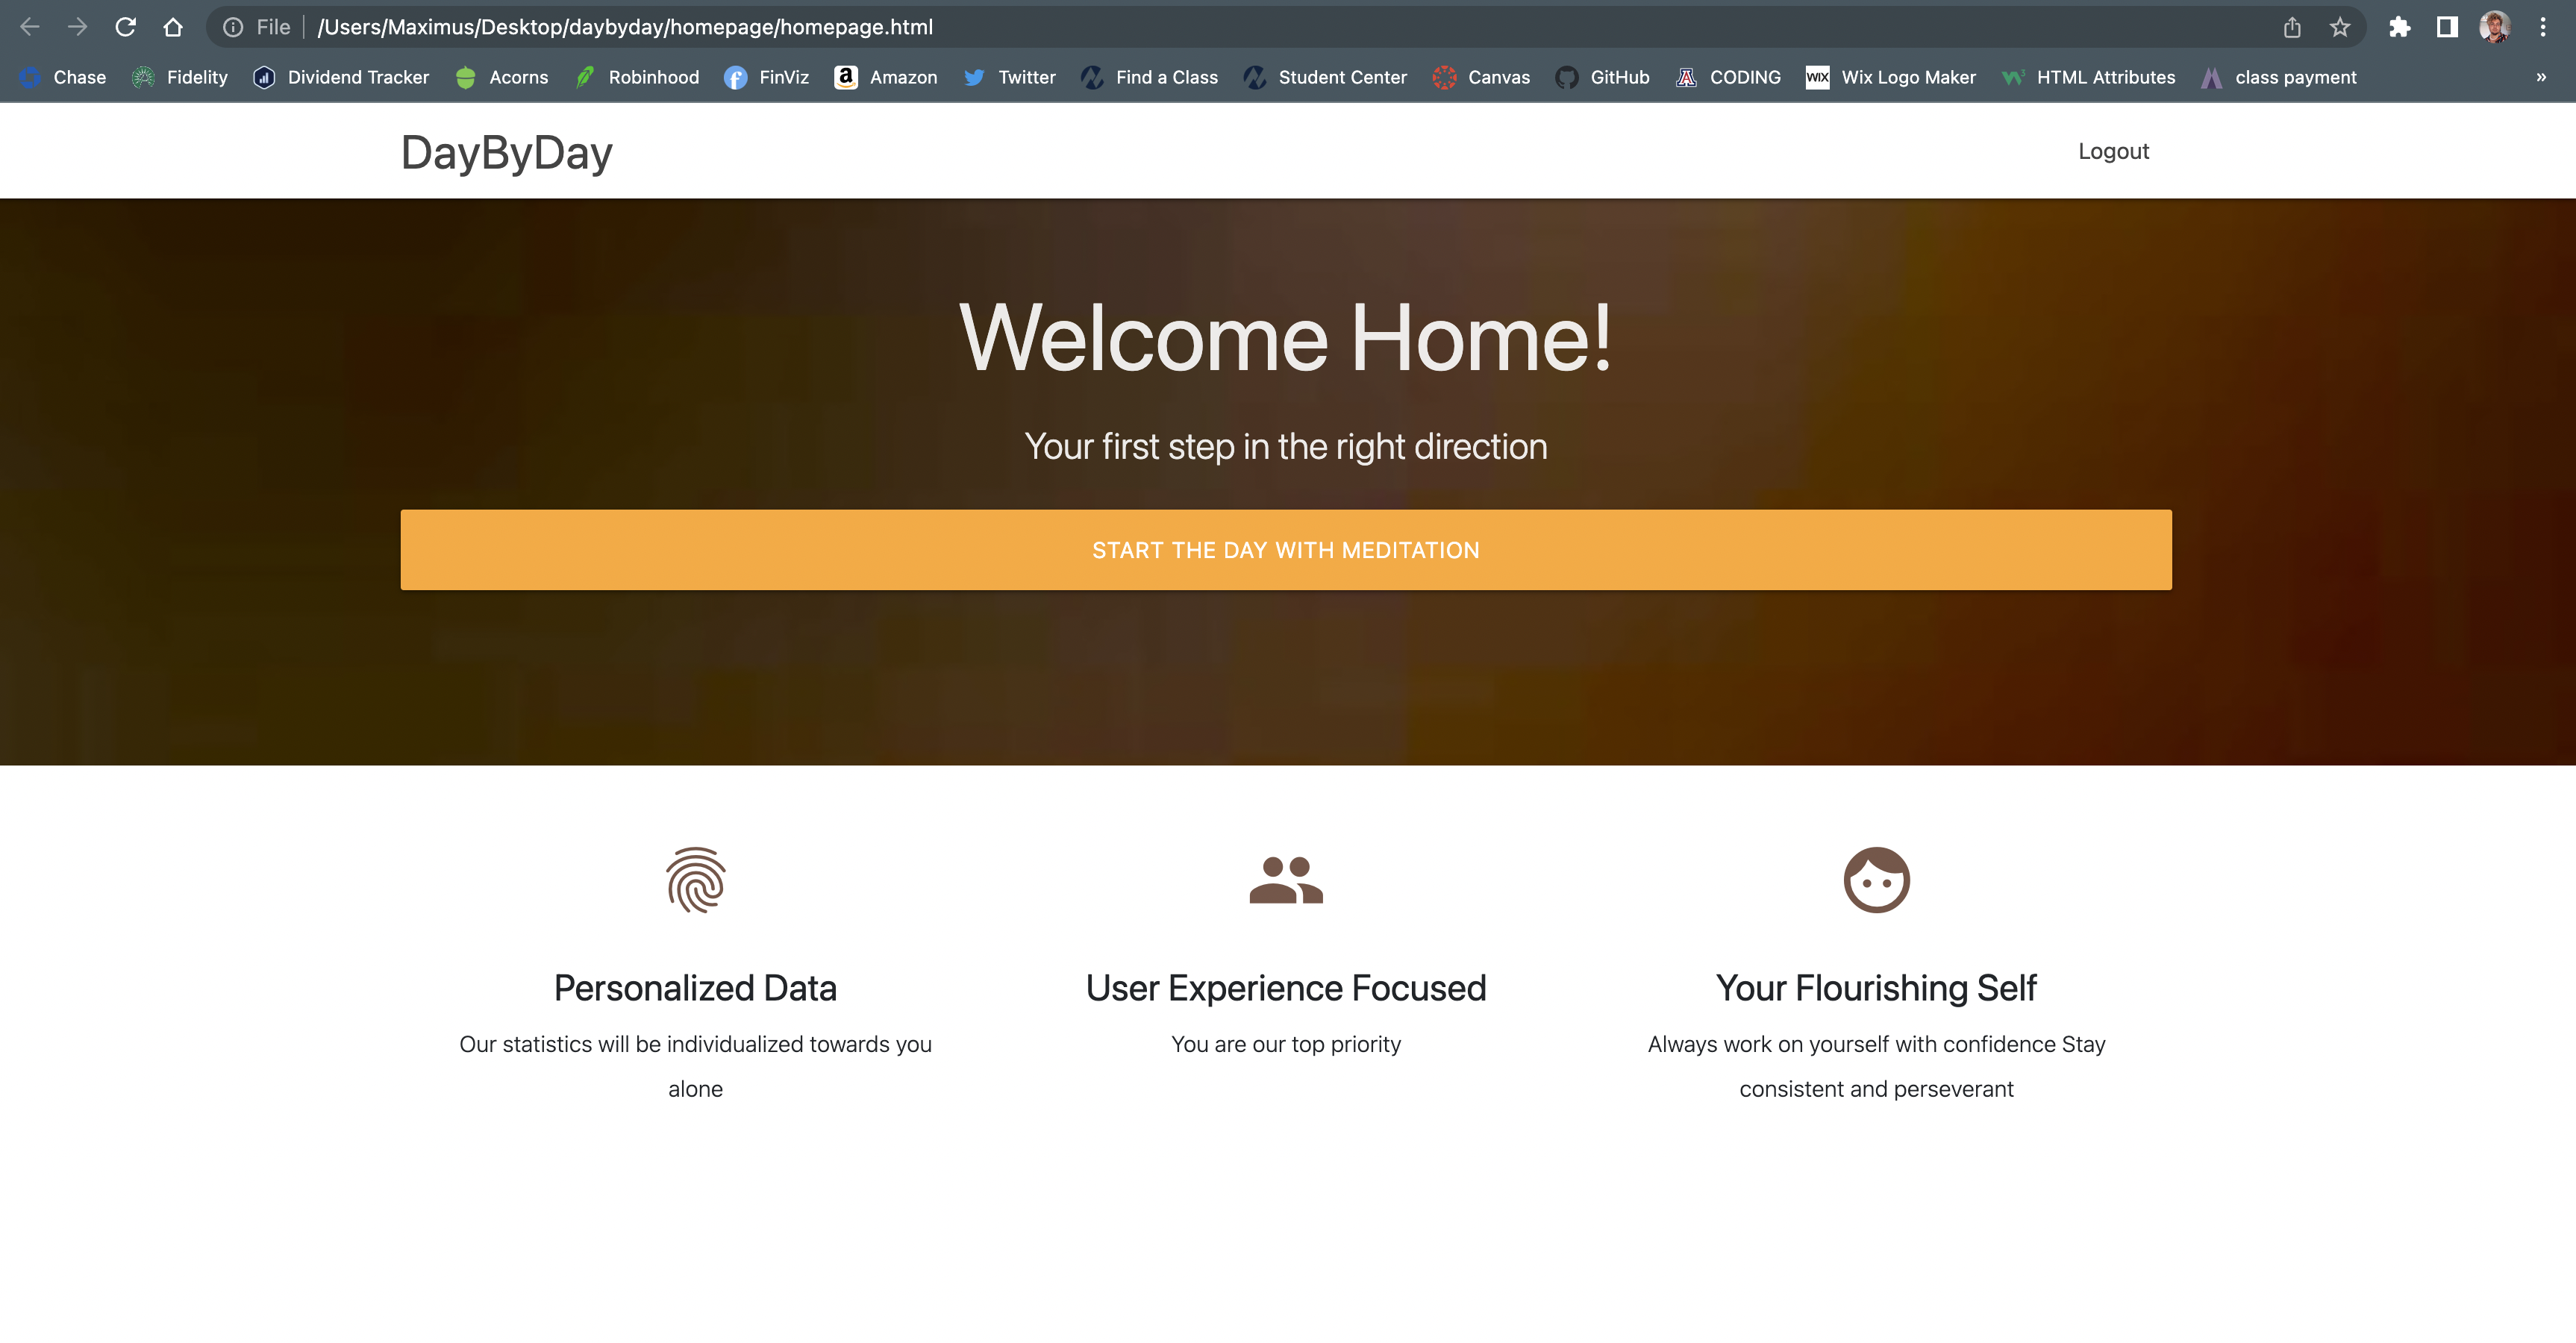 File /Users/Maximus/Desktop/daybyday/homepage/homepage.html
Chase Fidelity Dividend Tracker Acorns Robinhood FinViz Amazon Twitter Find a Class Student Center Canvas GitHub CODING WIX Wix Logo Maker HTML Attributes class payment »
DayByDay Logout
Welcome Home!
Your first step in the right direction
START THE DAY WITH MEDITATION
Personalized Data User Experience Focused Your Flourishing Self
Our statistics will be individualized towards you You are our top priority Always work on yourself with confidence Stay
alone consistent and perseverant